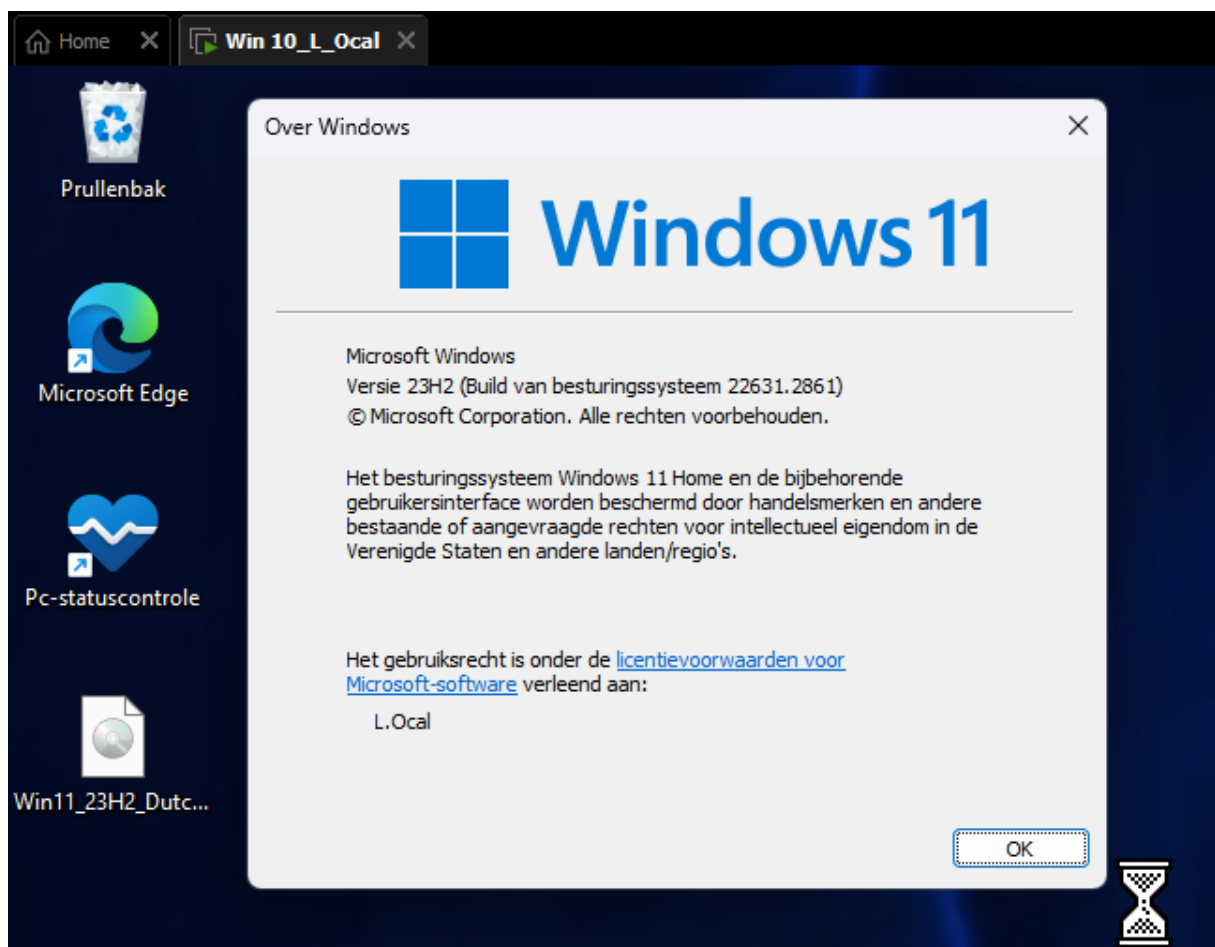 Home
Win 10_L_Ocal
Prullenbak
Microsoft Edge
Pc-statuscontrole
Win11_23H2_Dutc...
Over Windows
Windows 11
Microsoft Windows
Versie 23H2 (Build van besturingssysteem 22631.2861)
© Microsoft Corporation. Alle rechten voorbehouden.
Het besturingssysteem Windows 11 Home en de bijbehorende
gebruikersinterface worden beschermd door handelsmerken en andere
bestaande of aangevraagde rechten voor intellectueel eigendom in de
Verenigde Staten en andere landen/regio's.
Het gebruiksrecht is onder de licentievoorwaarden voor
Microsoft-software verleend aan:
L.Ocal
OK